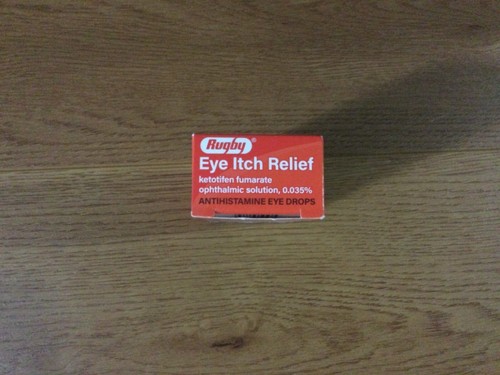 Rugby®
Eye Itch Relief
ketotifen fumarate
ophthalmic solution, 0.035%
ANTIHISTAMINE EYE DROPS